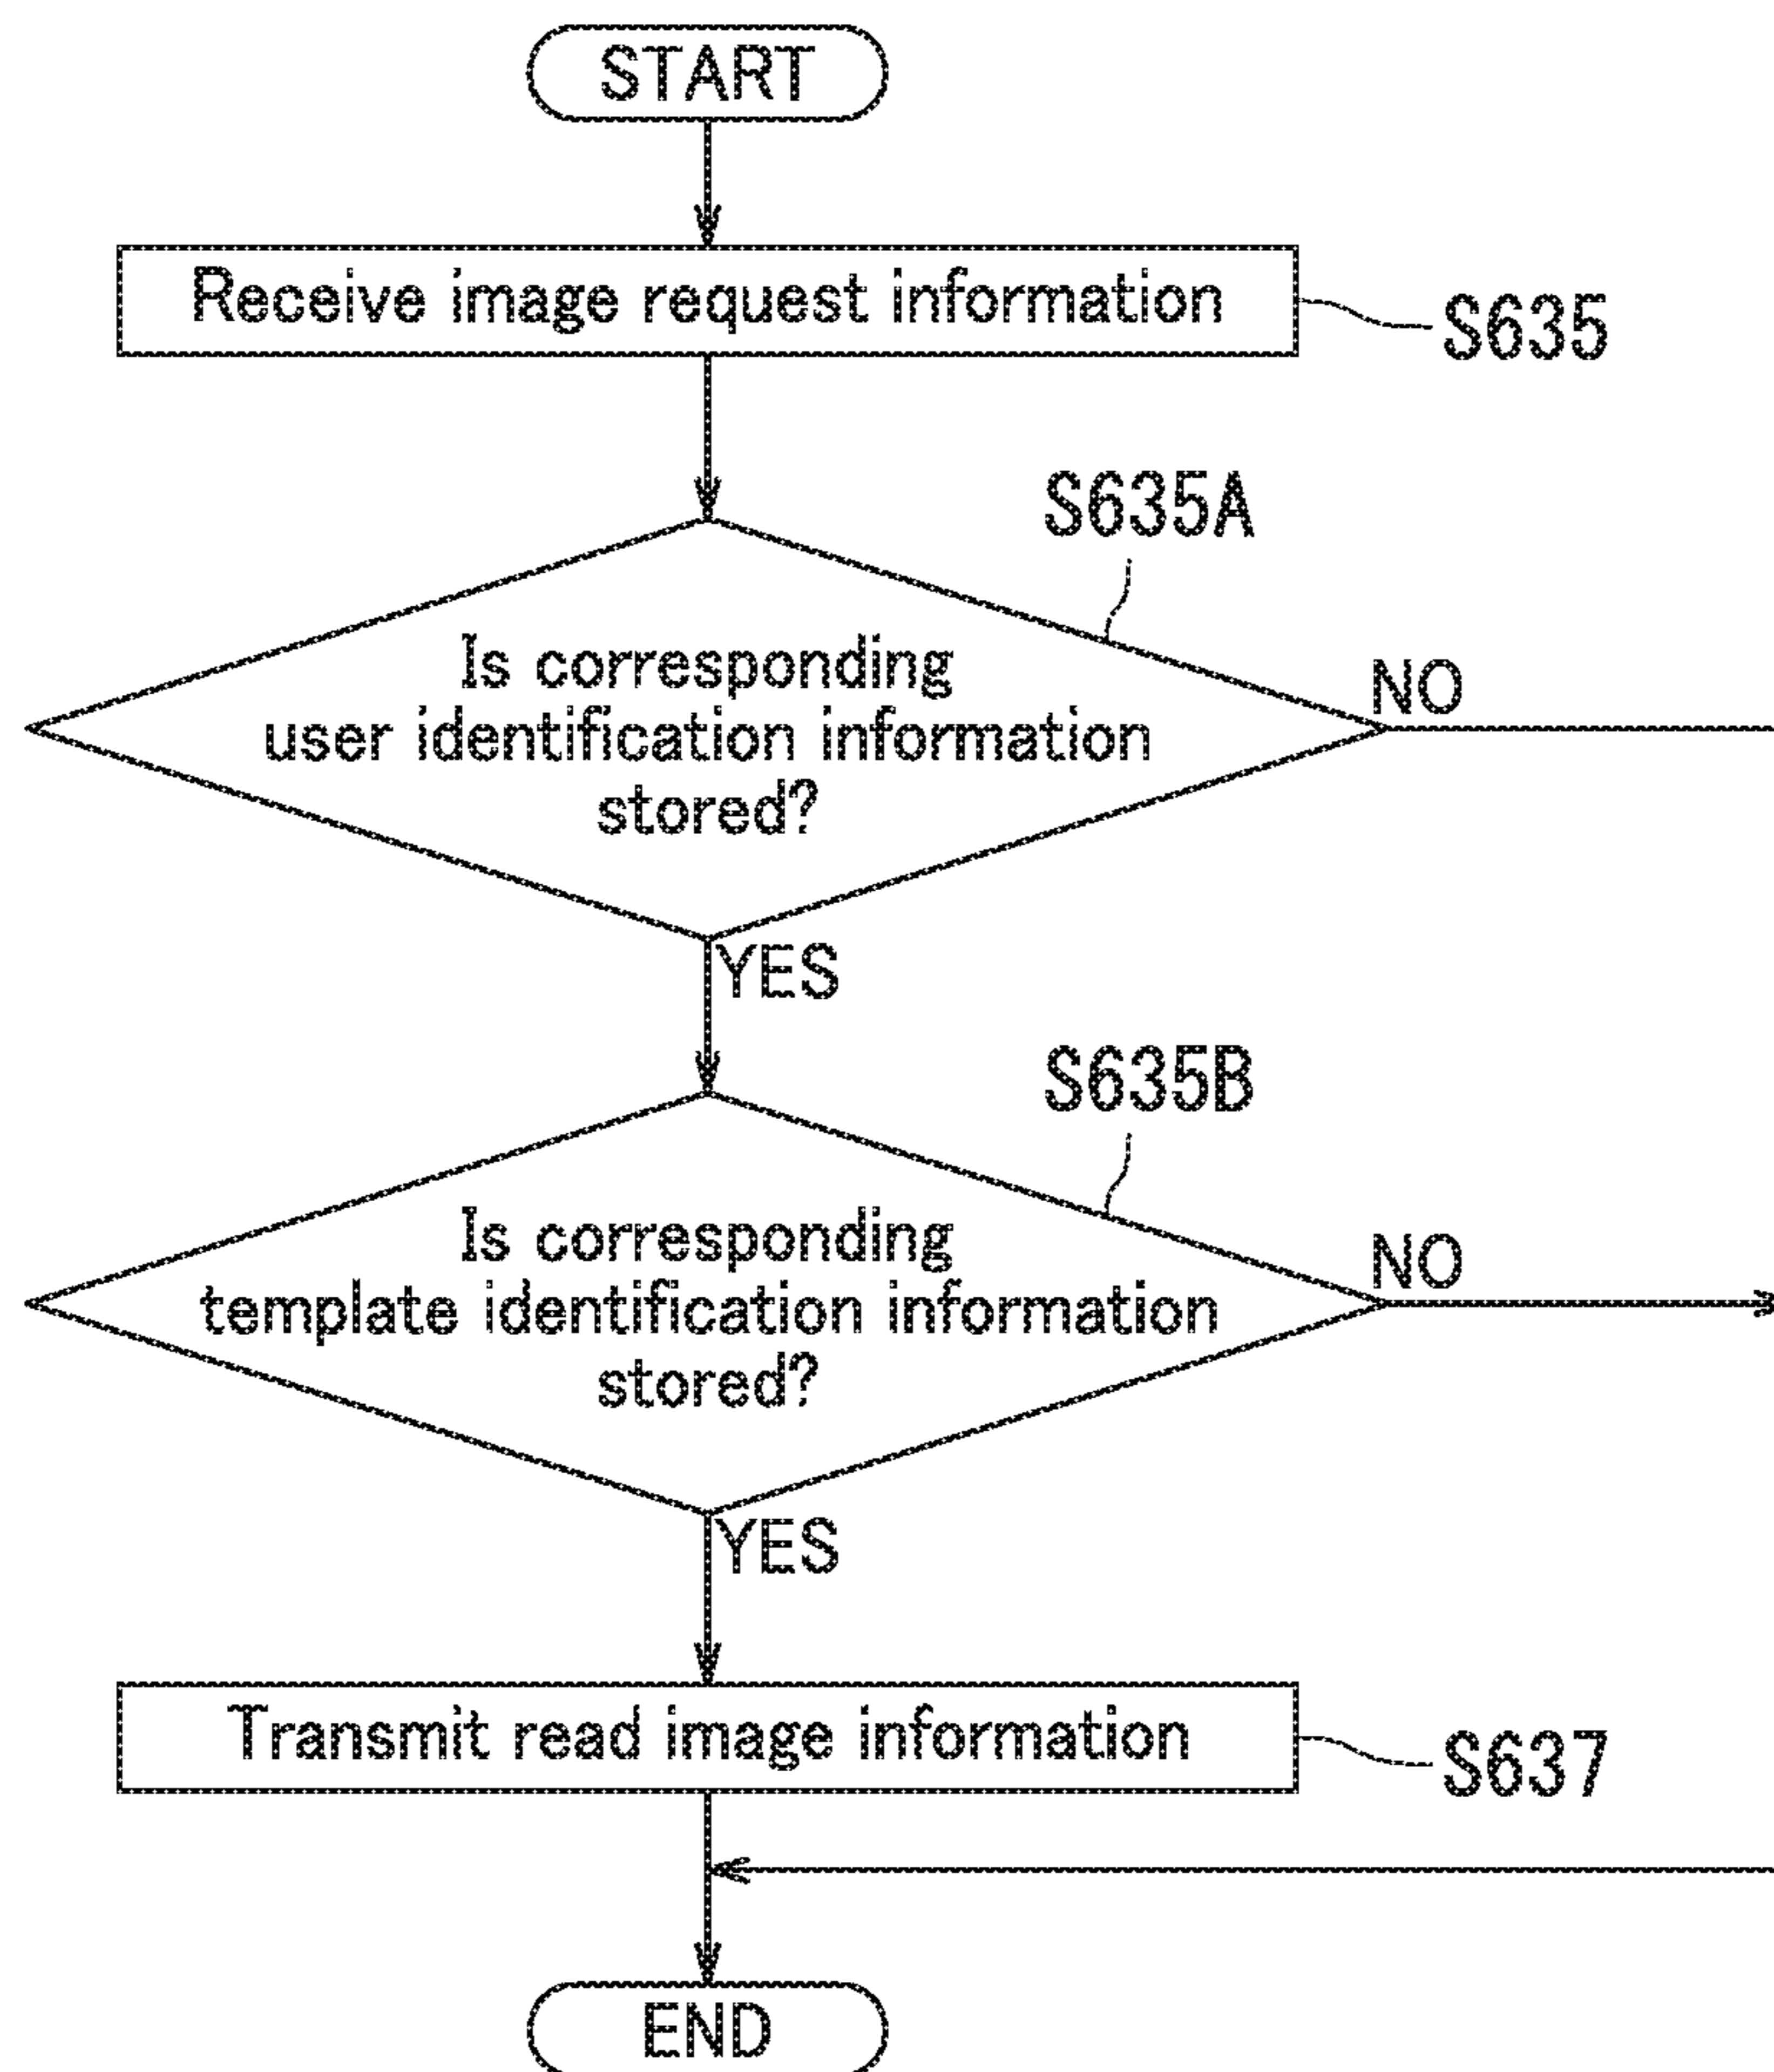 START
Receive image request information
S635
S635A
Is corresponding
user identification information
stored?
NO
YES
S635B
Is corresponding
template identification information
stored?
NO
YES
Transmit read image information
S637
END